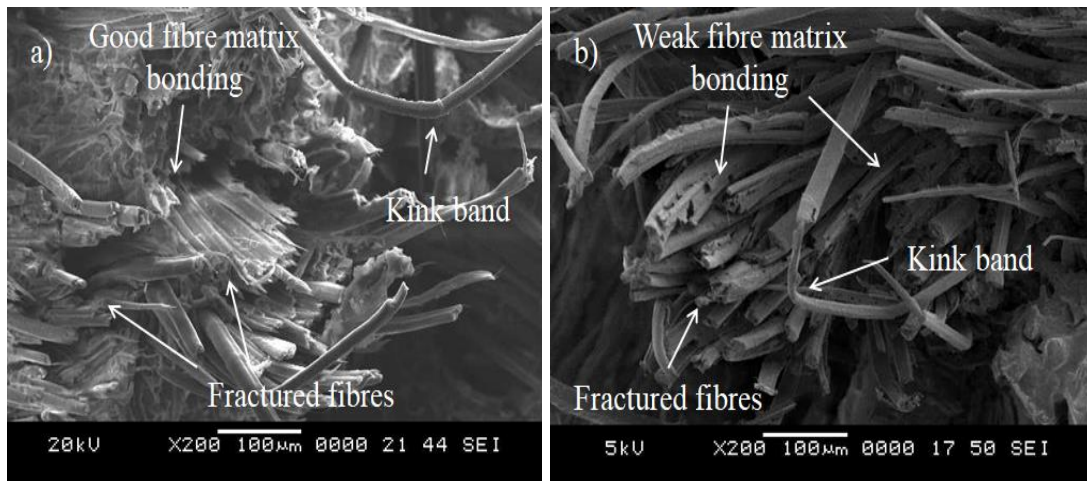 a)
Good fibre matrix
bonding
Kink band
Fractured fibres
20kV X200 100μm 0000 21 44 SEI
b)
Weak fibre matrix
bonding
Kink band
Fractured fibres
5kV X200 100μm 0000 17 50 SEI